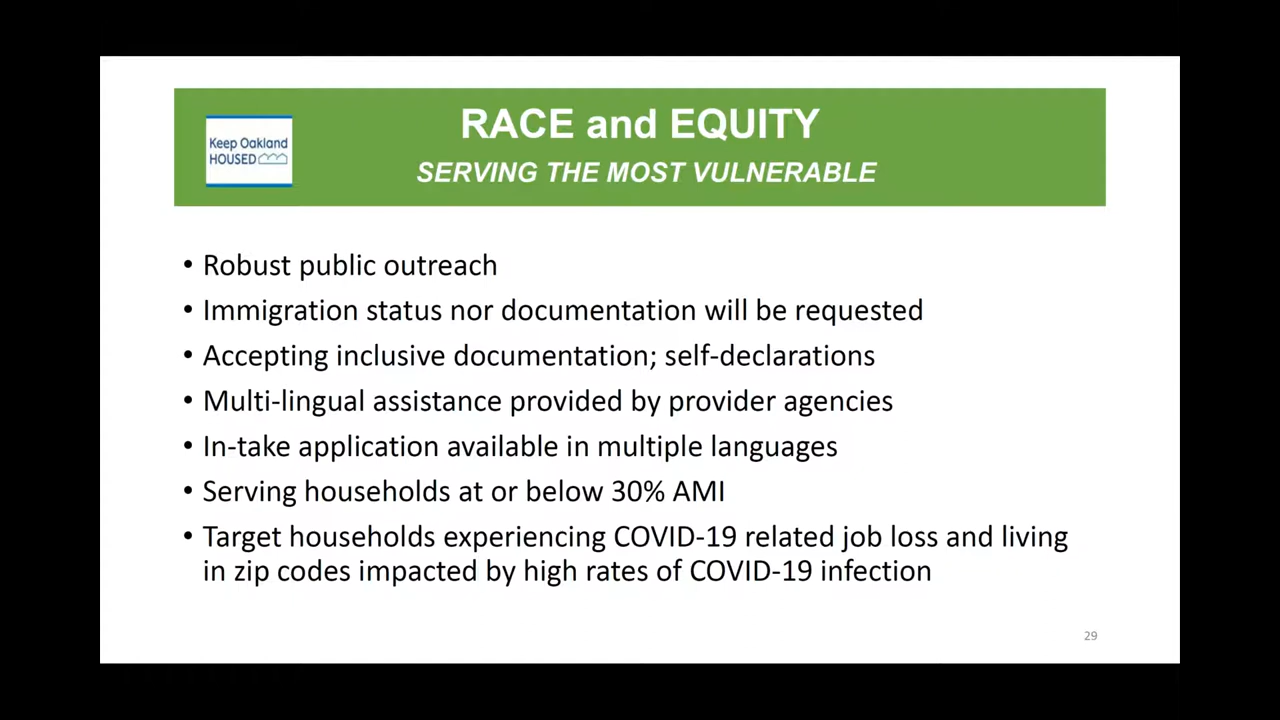 Keep Oakland
HOUSED
RACE and EQUITY
SERVING THE MOST VULNERABLE
• Robust public outreach
• Immigration status nor documentation will be requested
• Accepting inclusive documentation; self-declarations
• Multi-lingual assistance provided by provider agencies
• In-take application available in multiple languages
• Serving households at or below 30% AMI
• Target households experiencing COVID-19 related job loss and living
in zip codes impacted by high rates of COVID-19 infection
29